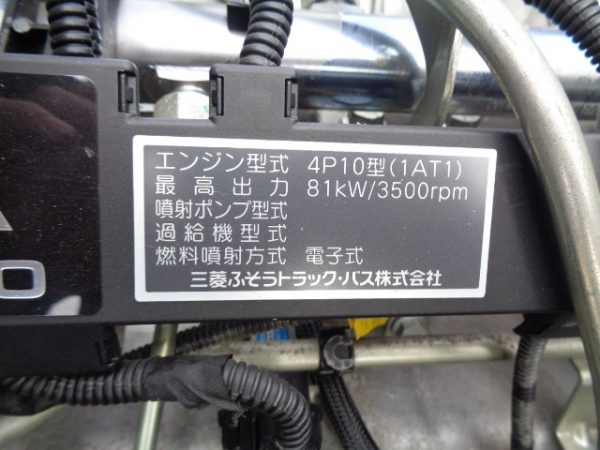 エンジン型式 4P10型(1AT1)
最高出力 81kW/3500rpm
噴射ポンプ型式
過給機型式
燃料噴射方式 電子式
三菱ふそうトラック・バス株式会社